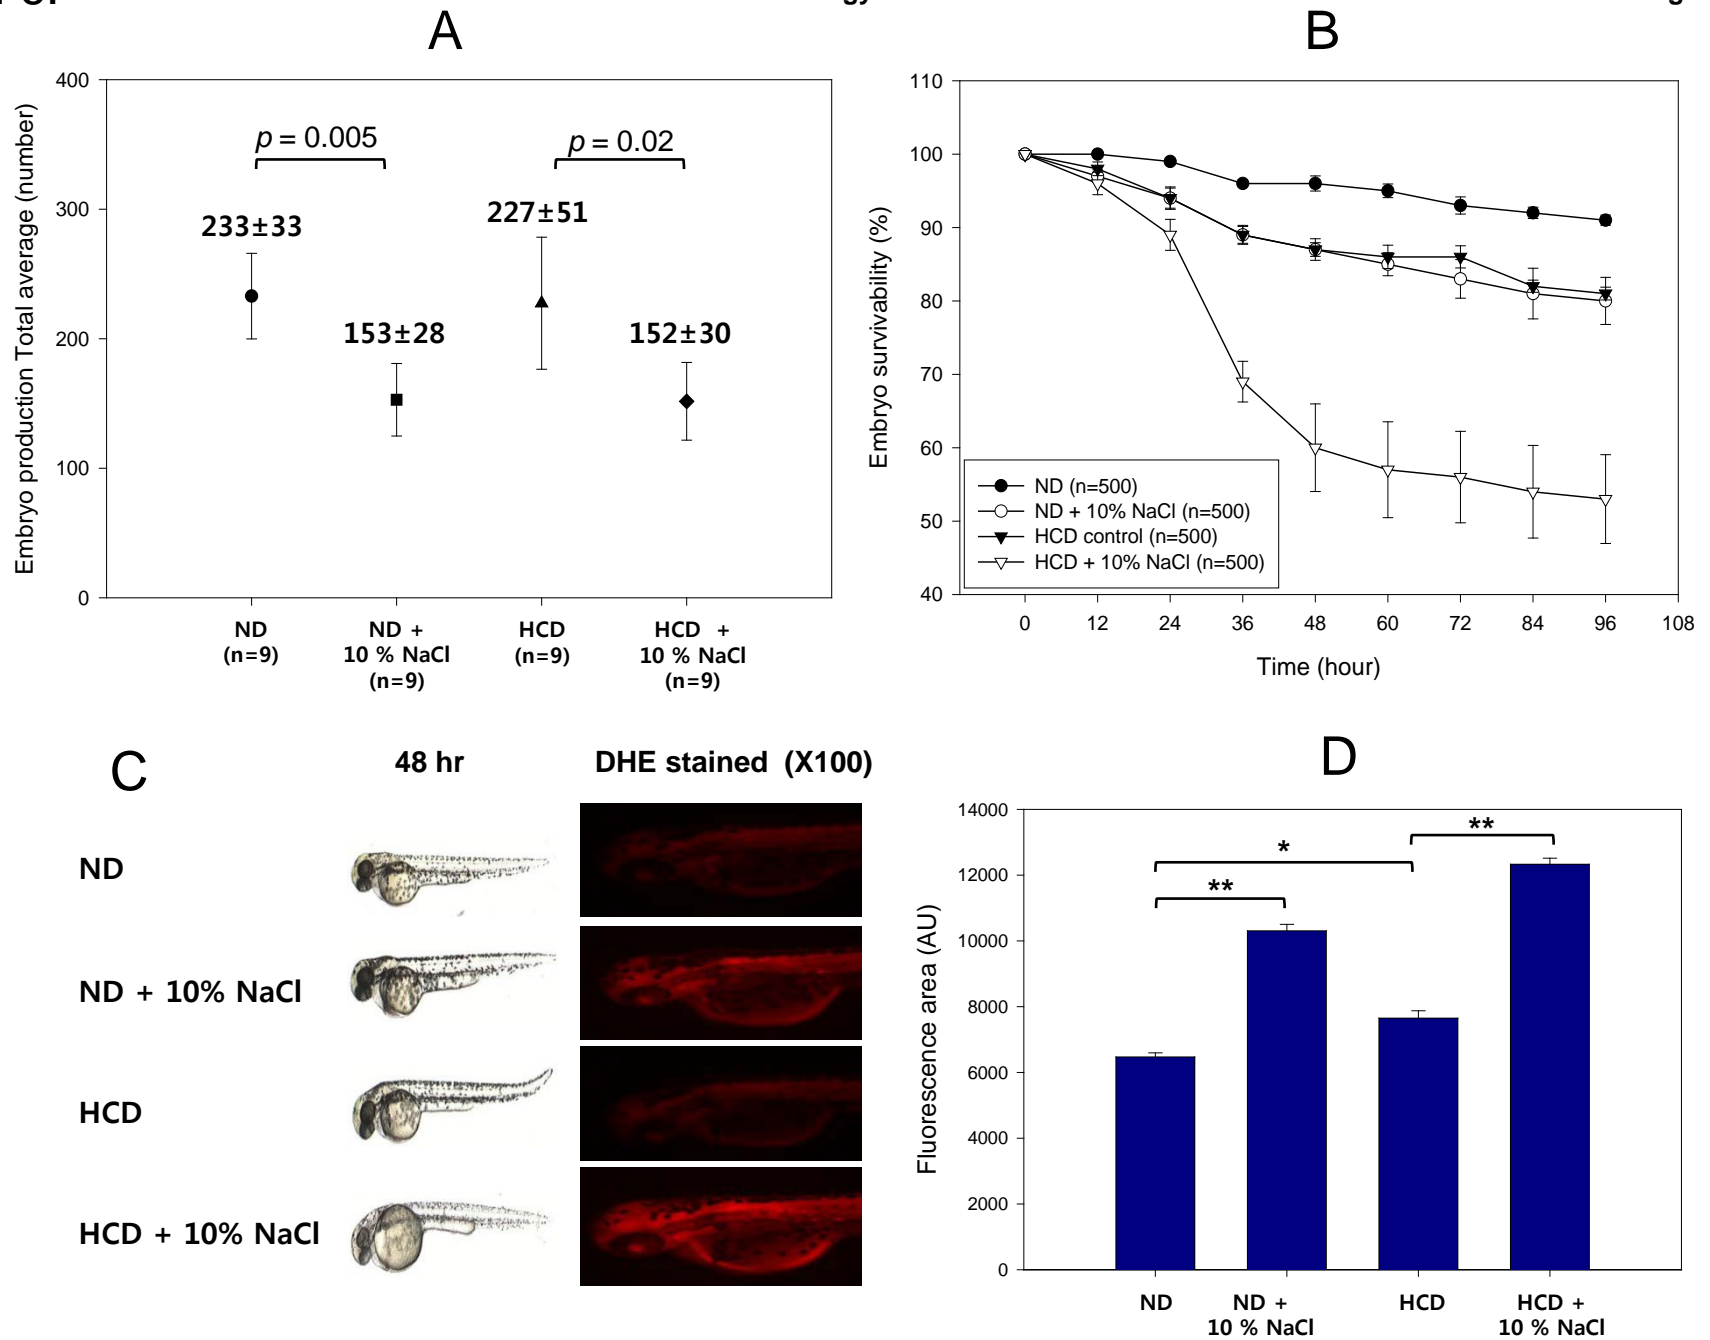 A
Embryo production Total average (number)
400
300
200
100
0
p = 0.005
p = 0.02
233±33
227±51
153±28
152±30
ND
(n=9)
ND +
10 % NaCl
(n=9)
HCD
(n=9)
HCD +
10 % NaCl
(n=9)
B
Embryo survivability (%)
110
100
90
80
70
60
50
40
ND (n=500)
ND + 10% NaCl (n=500)
HCD control (n=500)
HCD + 10% NaCl (n=500)
0 12 24 36 48 60 72 84 96 108
Time (hour)
C
48 hr
DHE stained (X100)
ND
ND + 10% NaCl
HCD
HCD + 10% NaCl
D
Fluorescence area (AU)
14000
12000
10000
8000
6000
4000
2000
0
**
*
**
ND
ND +
10 % NaCl
HCD
HCD +
10 % NaCl